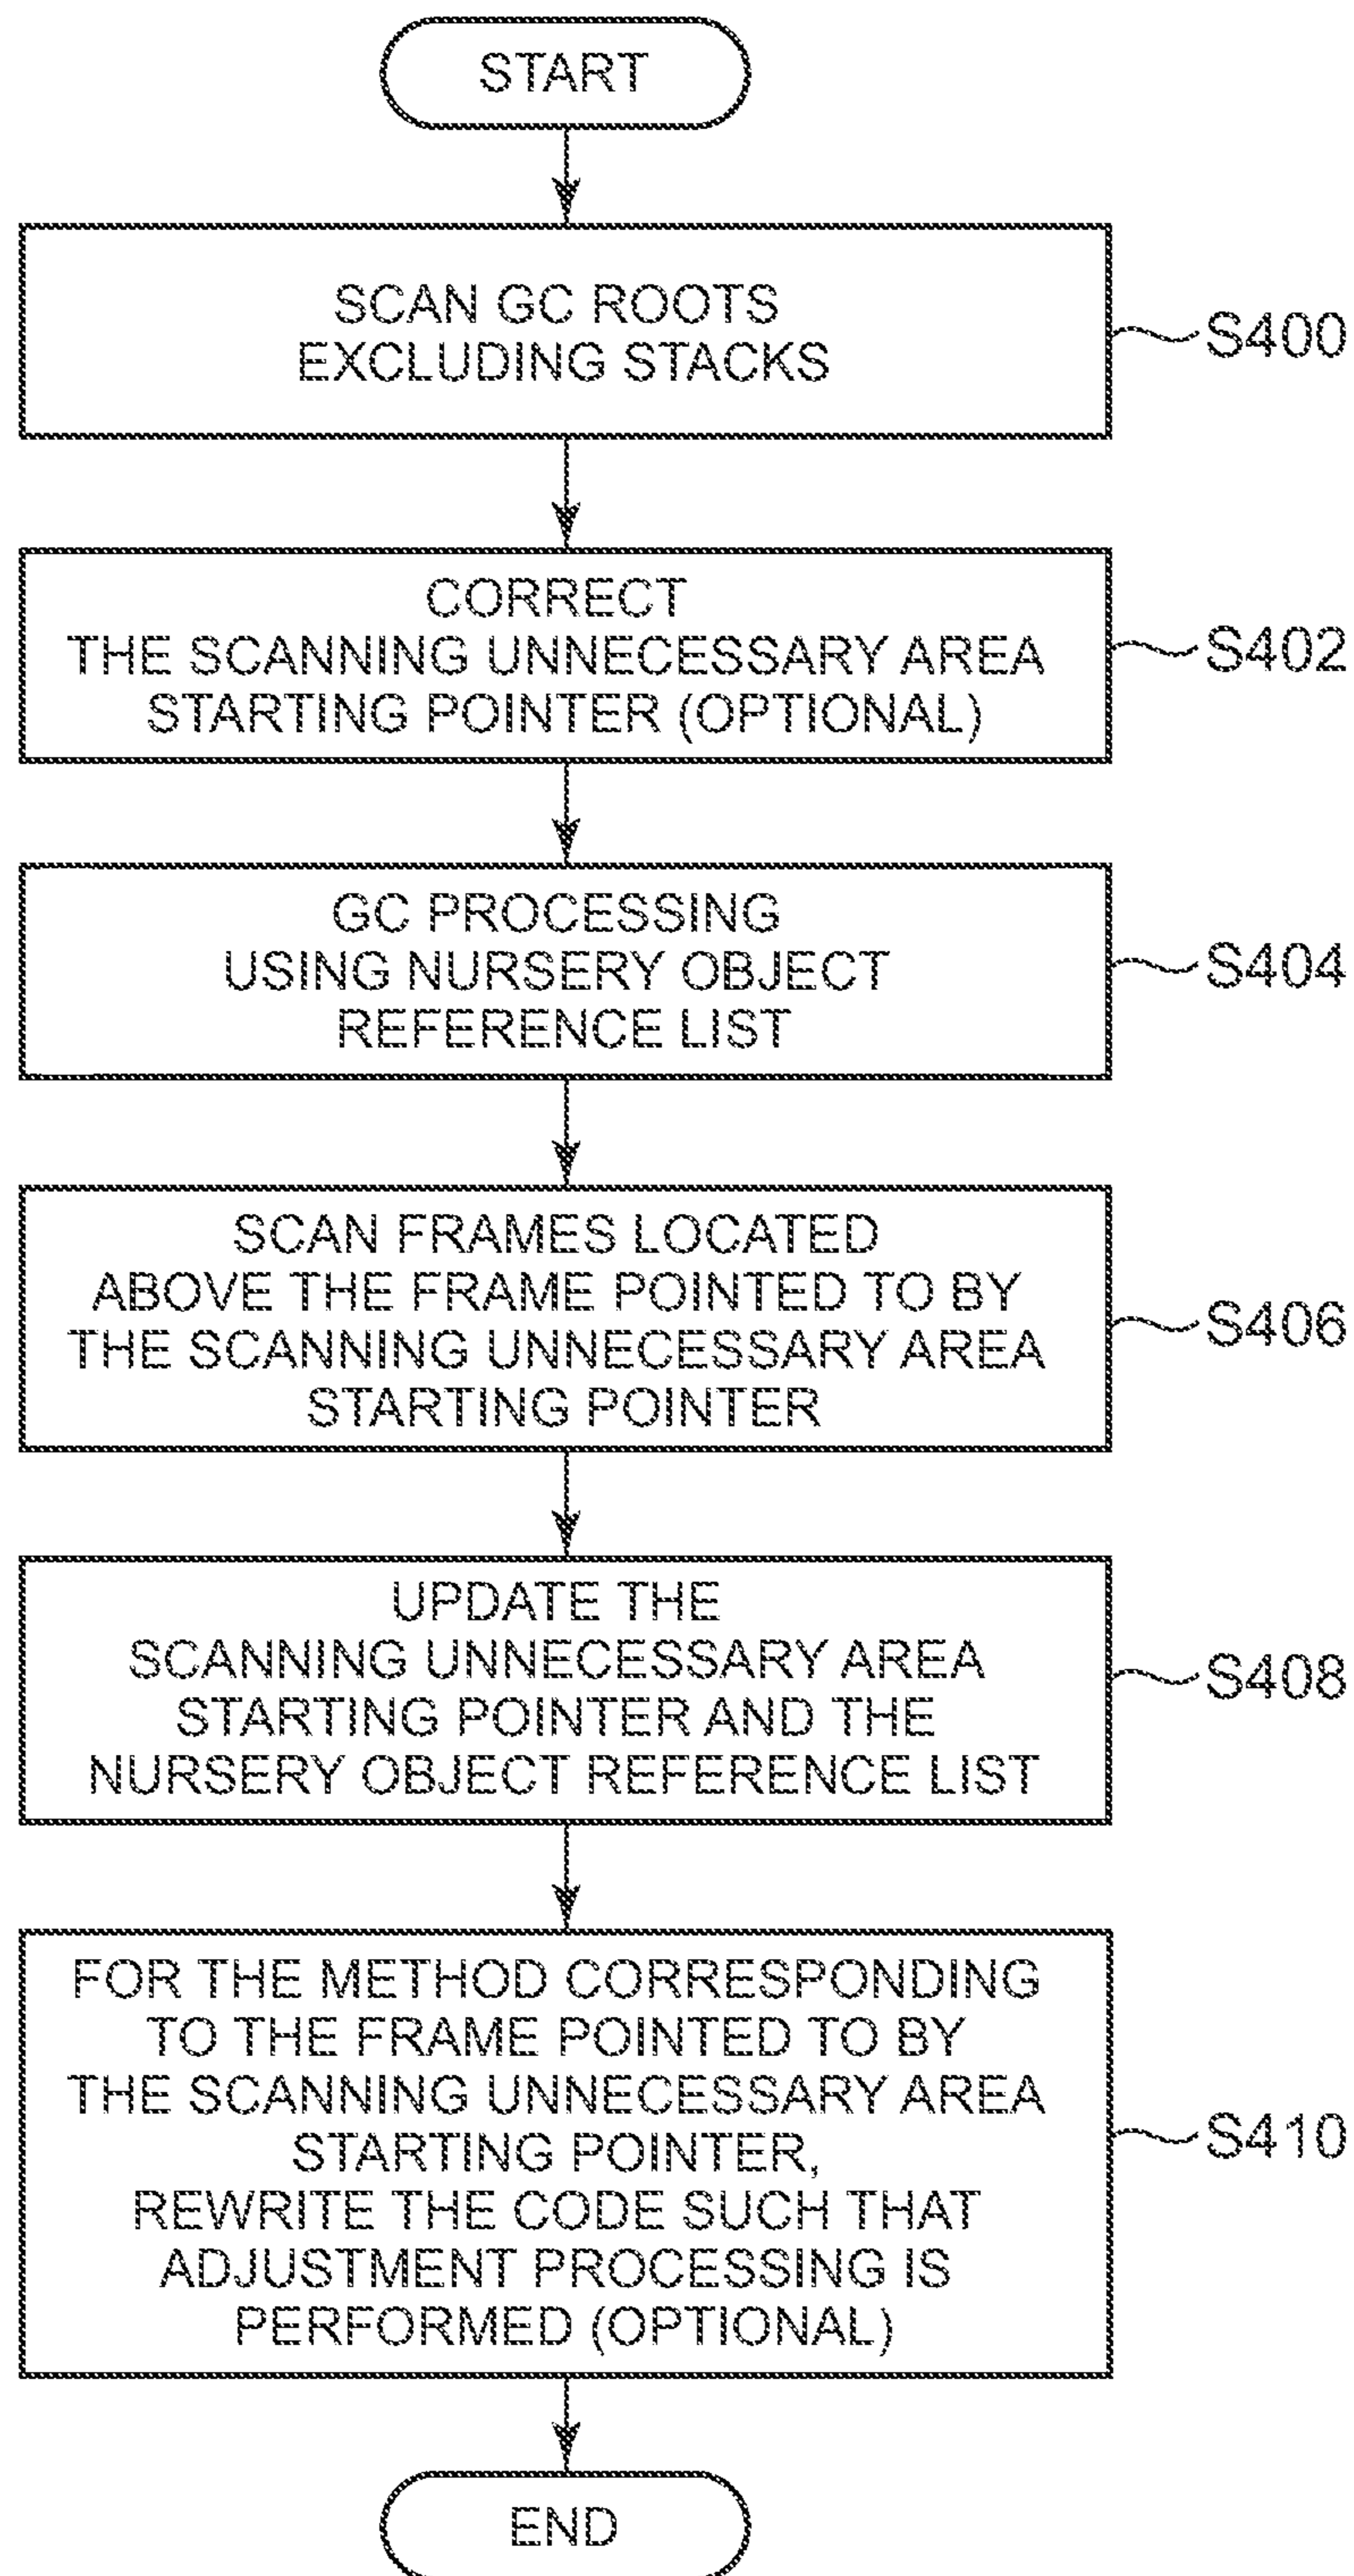 START
SCAN GC ROOTS
EXCLUDING STACKS
S400
CORRECT
THE SCANNING UNNECESSARY AREA
STARTING POINTER (OPTIONAL)
S402
GC PROCESSING
USING NURSERY OBJECT
REFERENCE LIST
S404
SCAN FRAMES LOCATED
ABOVE THE FRAME POINTED TO BY
THE SCANNING UNNECESSARY AREA
STARTING POINTER
S406
UPDATE THE
SCANNING UNNECESSARY AREA
STARTING POINTER AND THE
NURSERY OBJECT REFERENCE LIST
S408
FOR THE METHOD CORRESPONDING
TO THE FRAME POINTED TO BY
THE SCANNING UNNECESSARY AREA
STARTING POINTER,
REWRITE THE CODE SUCH THAT
ADJUSTMENT PROCESSING IS
PERFORMED (OPTIONAL)
S410
END